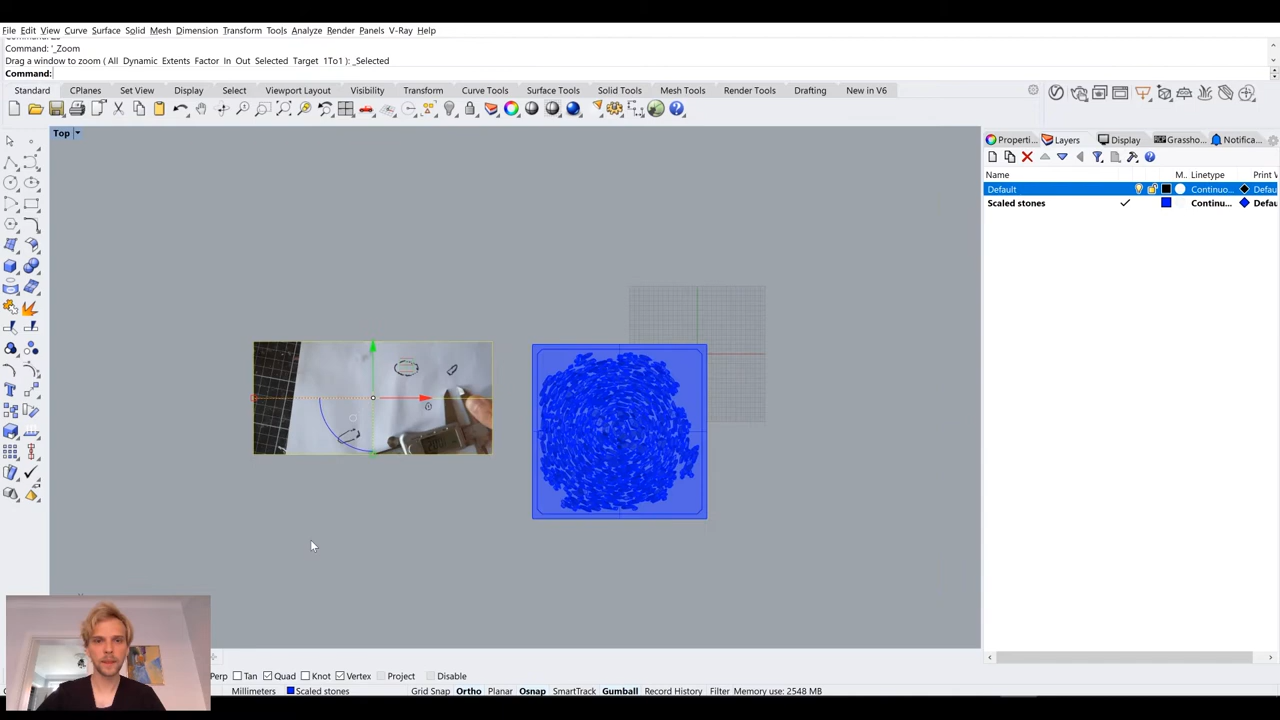 File Edit View Curve Surface Solid Mesh Dimension Transform Tools Analyze Render Panels V-Ray Help
Command: '_Zoom
Drag a window to zoom ( All Dynamic Extents Factor In Out Selected Target 1To1 ): _Selected
Command:
Standard CPlanes Set View Display Select Viewport Layout Visibility Transform Curve Tools Surface Tools Solid Tools Mesh Tools Render Tools Drafting New in V6
Top
Properti... Layers Display Grassho... Notifica...
Name M.. Linetype Print V
Default Continuo... Defau
Scaled stones Continu... Defau
Perp Tan Quad Knot Vertex Project Disable
Millimeters Scaled stones Grid Snap Ortho Planar Osnap SmartTrack Gumball Record History Filter Memory use: 2548 MB